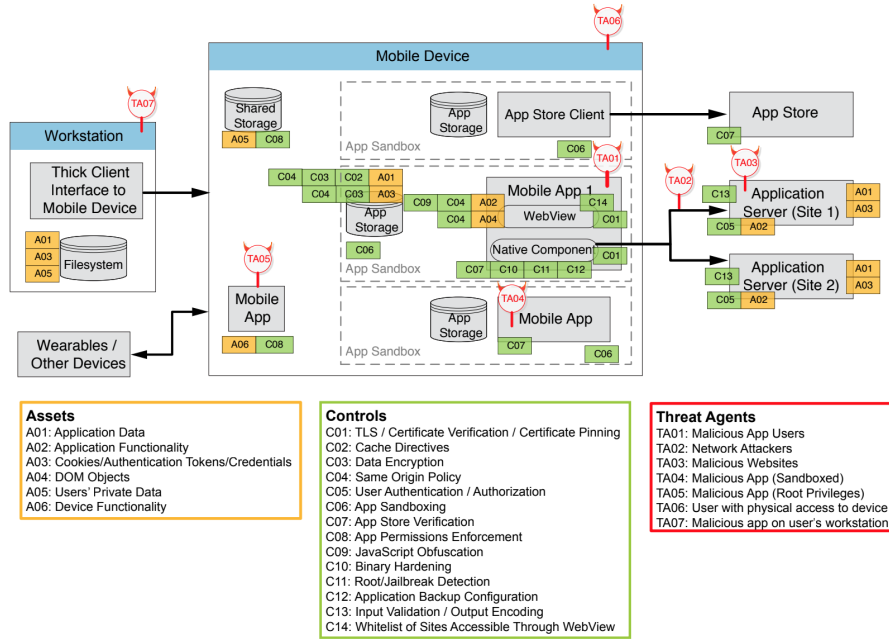 TA06
Mobile Device
TA07
Workstation
Thick Client
Interface to
Mobile Device
A01
A03
A05
Filesystem
Wearables /
Other Devices
Shared
Storage
A05 C08
TA05
Mobile
App
A06 C08
App
Storage
App Store Client
C06
App Sandbox
TA01
C04 C03 C02 A01
C04 C03 A03
App
Storage
C06
Mobile App 1
C09 C04 A02
C14
C04 A04
WebView
C01
Native Component
C01
C07 C10 C11 C12
App Sandbox
TA04
App
Storage
Mobile App
C07
C06
App Sandbox
App Store
C07
TA02
TA03
C13
Application
Server (Site 1)
A01
A03
C05 A02
Application
Server (Site 2)
C13
A01
A03
C05 A02
Assets
A01: Application Data
A02: Application Functionality
A03: Cookies/Authentication Tokens/Credentials
A04: DOM Objects
A05: Users' Private Data
A06: Device Functionality
Controls
C01: TLS / Certificate Verification / Certificate Pinning
C02: Cache Directives
C03: Data Encryption
C04: Same Origin Policy
C05: User Authentication / Authorization
C06: App Sandboxing
C07: App Store Verification
C08: App Permissions Enforcement
C09: JavaScript Obfuscation
C10: Binary Hardening
C11: Root/Jailbreak Detection
C12: Application Backup Configuration
C13: Input Validation / Output Encoding
C14: Whitelist of Sites Accessible Through WebView
Threat Agents
TA01: Malicious App Users
TA02: Network Attackers
TA03: Malicious Websites
TA04: Malicious App (Sandboxed)
TA05: Malicious App (Root Privileges)
TA06: User with physical access to device
TA07: Malicious app on user's workstation